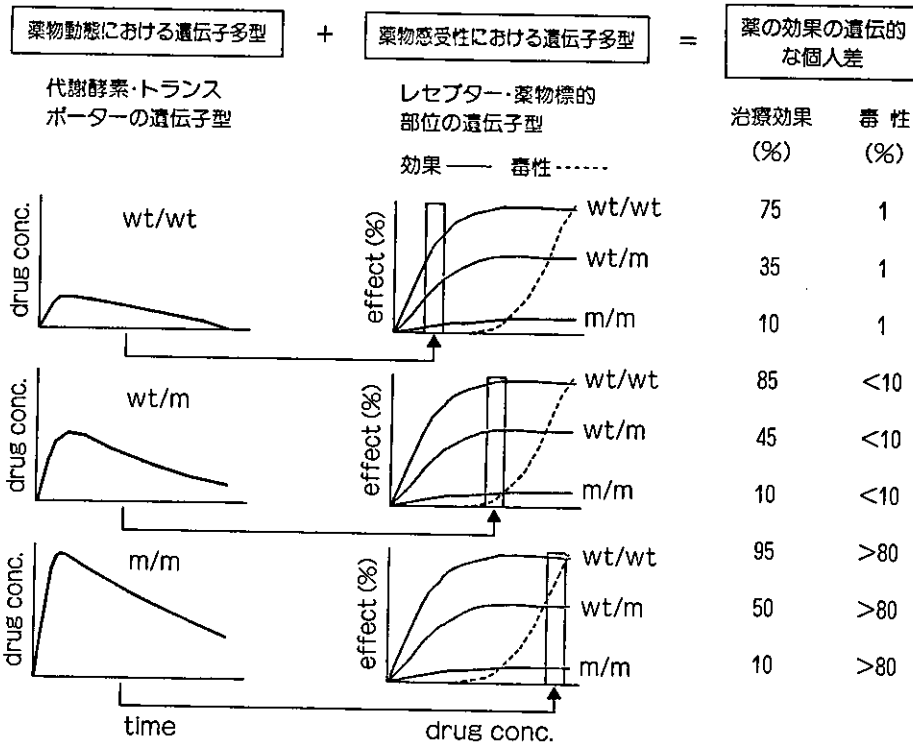 薬物動態における遺伝子多型 + 薬物感受性における遺伝子多型 = 薬の効果の遺伝的
な個人差
代謝酵素・トランス
ポーターの遺伝子型
レセプター・薬物標的
部位の遺伝子型
効果 毒性
治療効果 毒性
(%) (%)
drug conc.
wt/wt
effect (%)
wt/wt 75 1
wt/m 35 1
m/m 10 1
drug conc.
wt/m
effect (%)
wt/wt 85 <10
wt/m 45 <10
m/m 10 <10
drug conc.
m/m
effect (%)
wt/wt 95 >80
wt/m 50 >80
m/m 10 >80
time drug conc.